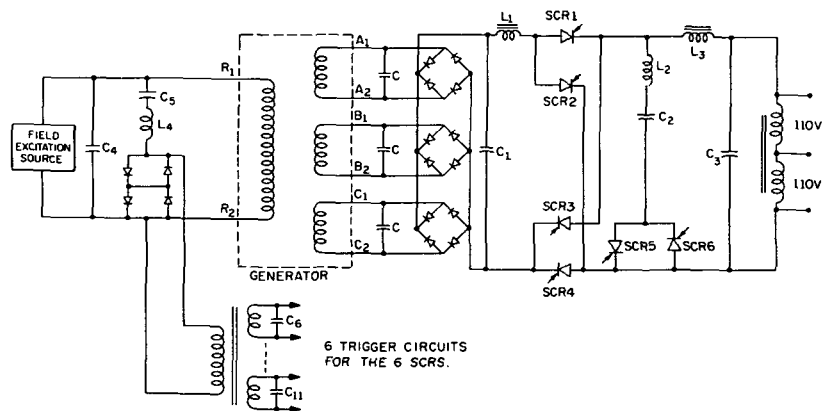 FIELD
EXCITATION
SOURCE
C4
C5
L4
R1
R2
GENERATOR
A1
A2
B1
B2
C1
C2
C
C
C
C1
L1
SCR1
SCR2
SCR3
SCR4
L2
C2
SCR5
SCR6
L3
C3
110V
110V
C6
C11
6 TRIGGER CIRCUITS
FOR THE 6 SCRS.